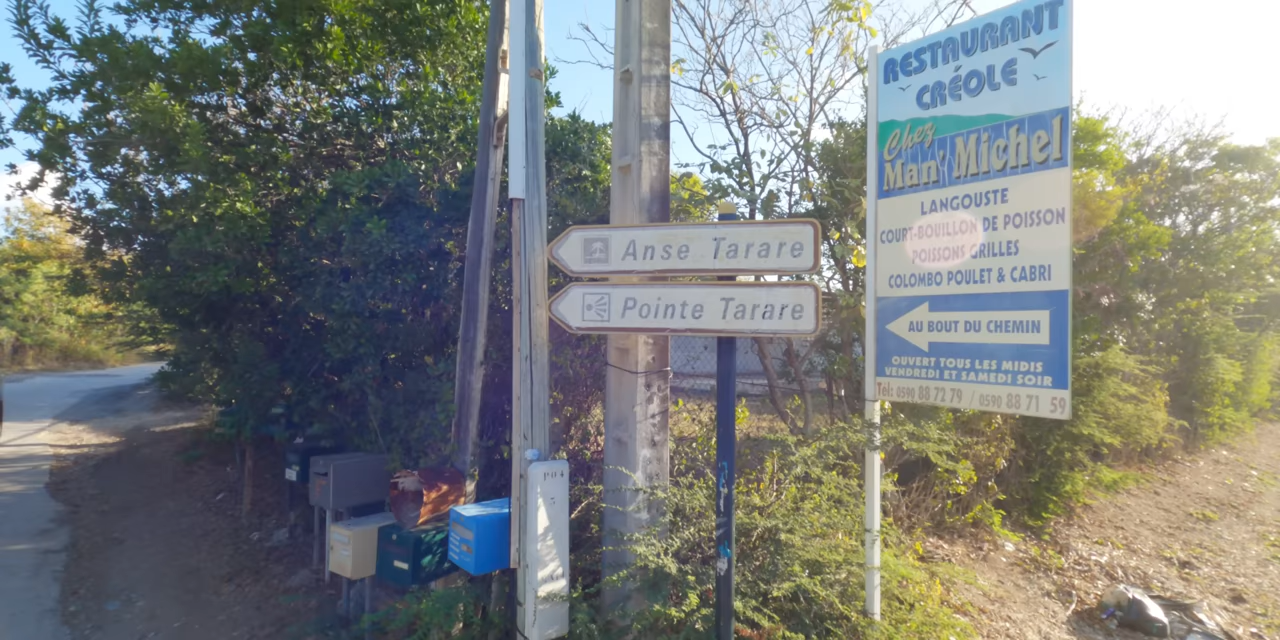 Anse Tarare
Pointe Tarare
RESTAURANT
CRÉOLE
Chez
Man' Michel
LANGOUSTE
COURT-BOUILLON DE POISSON
POISSONS GRILLES
COLOMBO POULET & CABRI
AU BOUT DU CHEMIN
OUVERT TOUS LES MIDIS
VENDREDI ET SAMEDI SOIR
Tél: 0590 88 72 79 / 0590 88 71 59